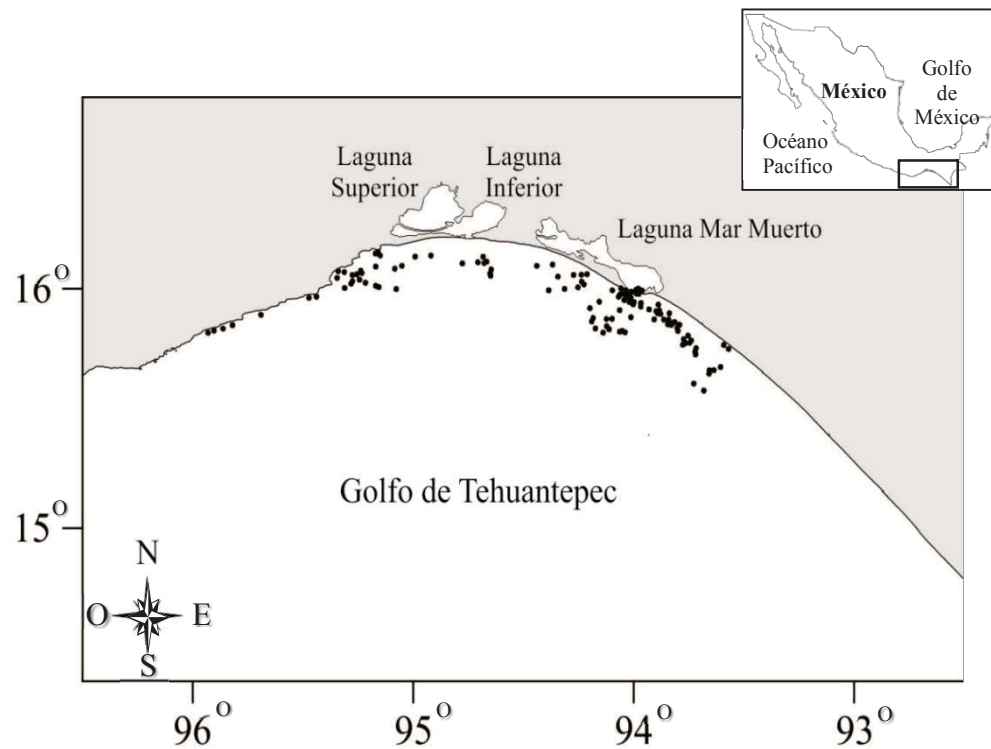 Golfo
de
México
México
Océano
Pacífico
Laguna
Superior
Laguna
Inferior
Laguna Mar Muerto
16°
Golfo de Tehuantepec
15°
N
O E
S
96° 95° 94° 93°